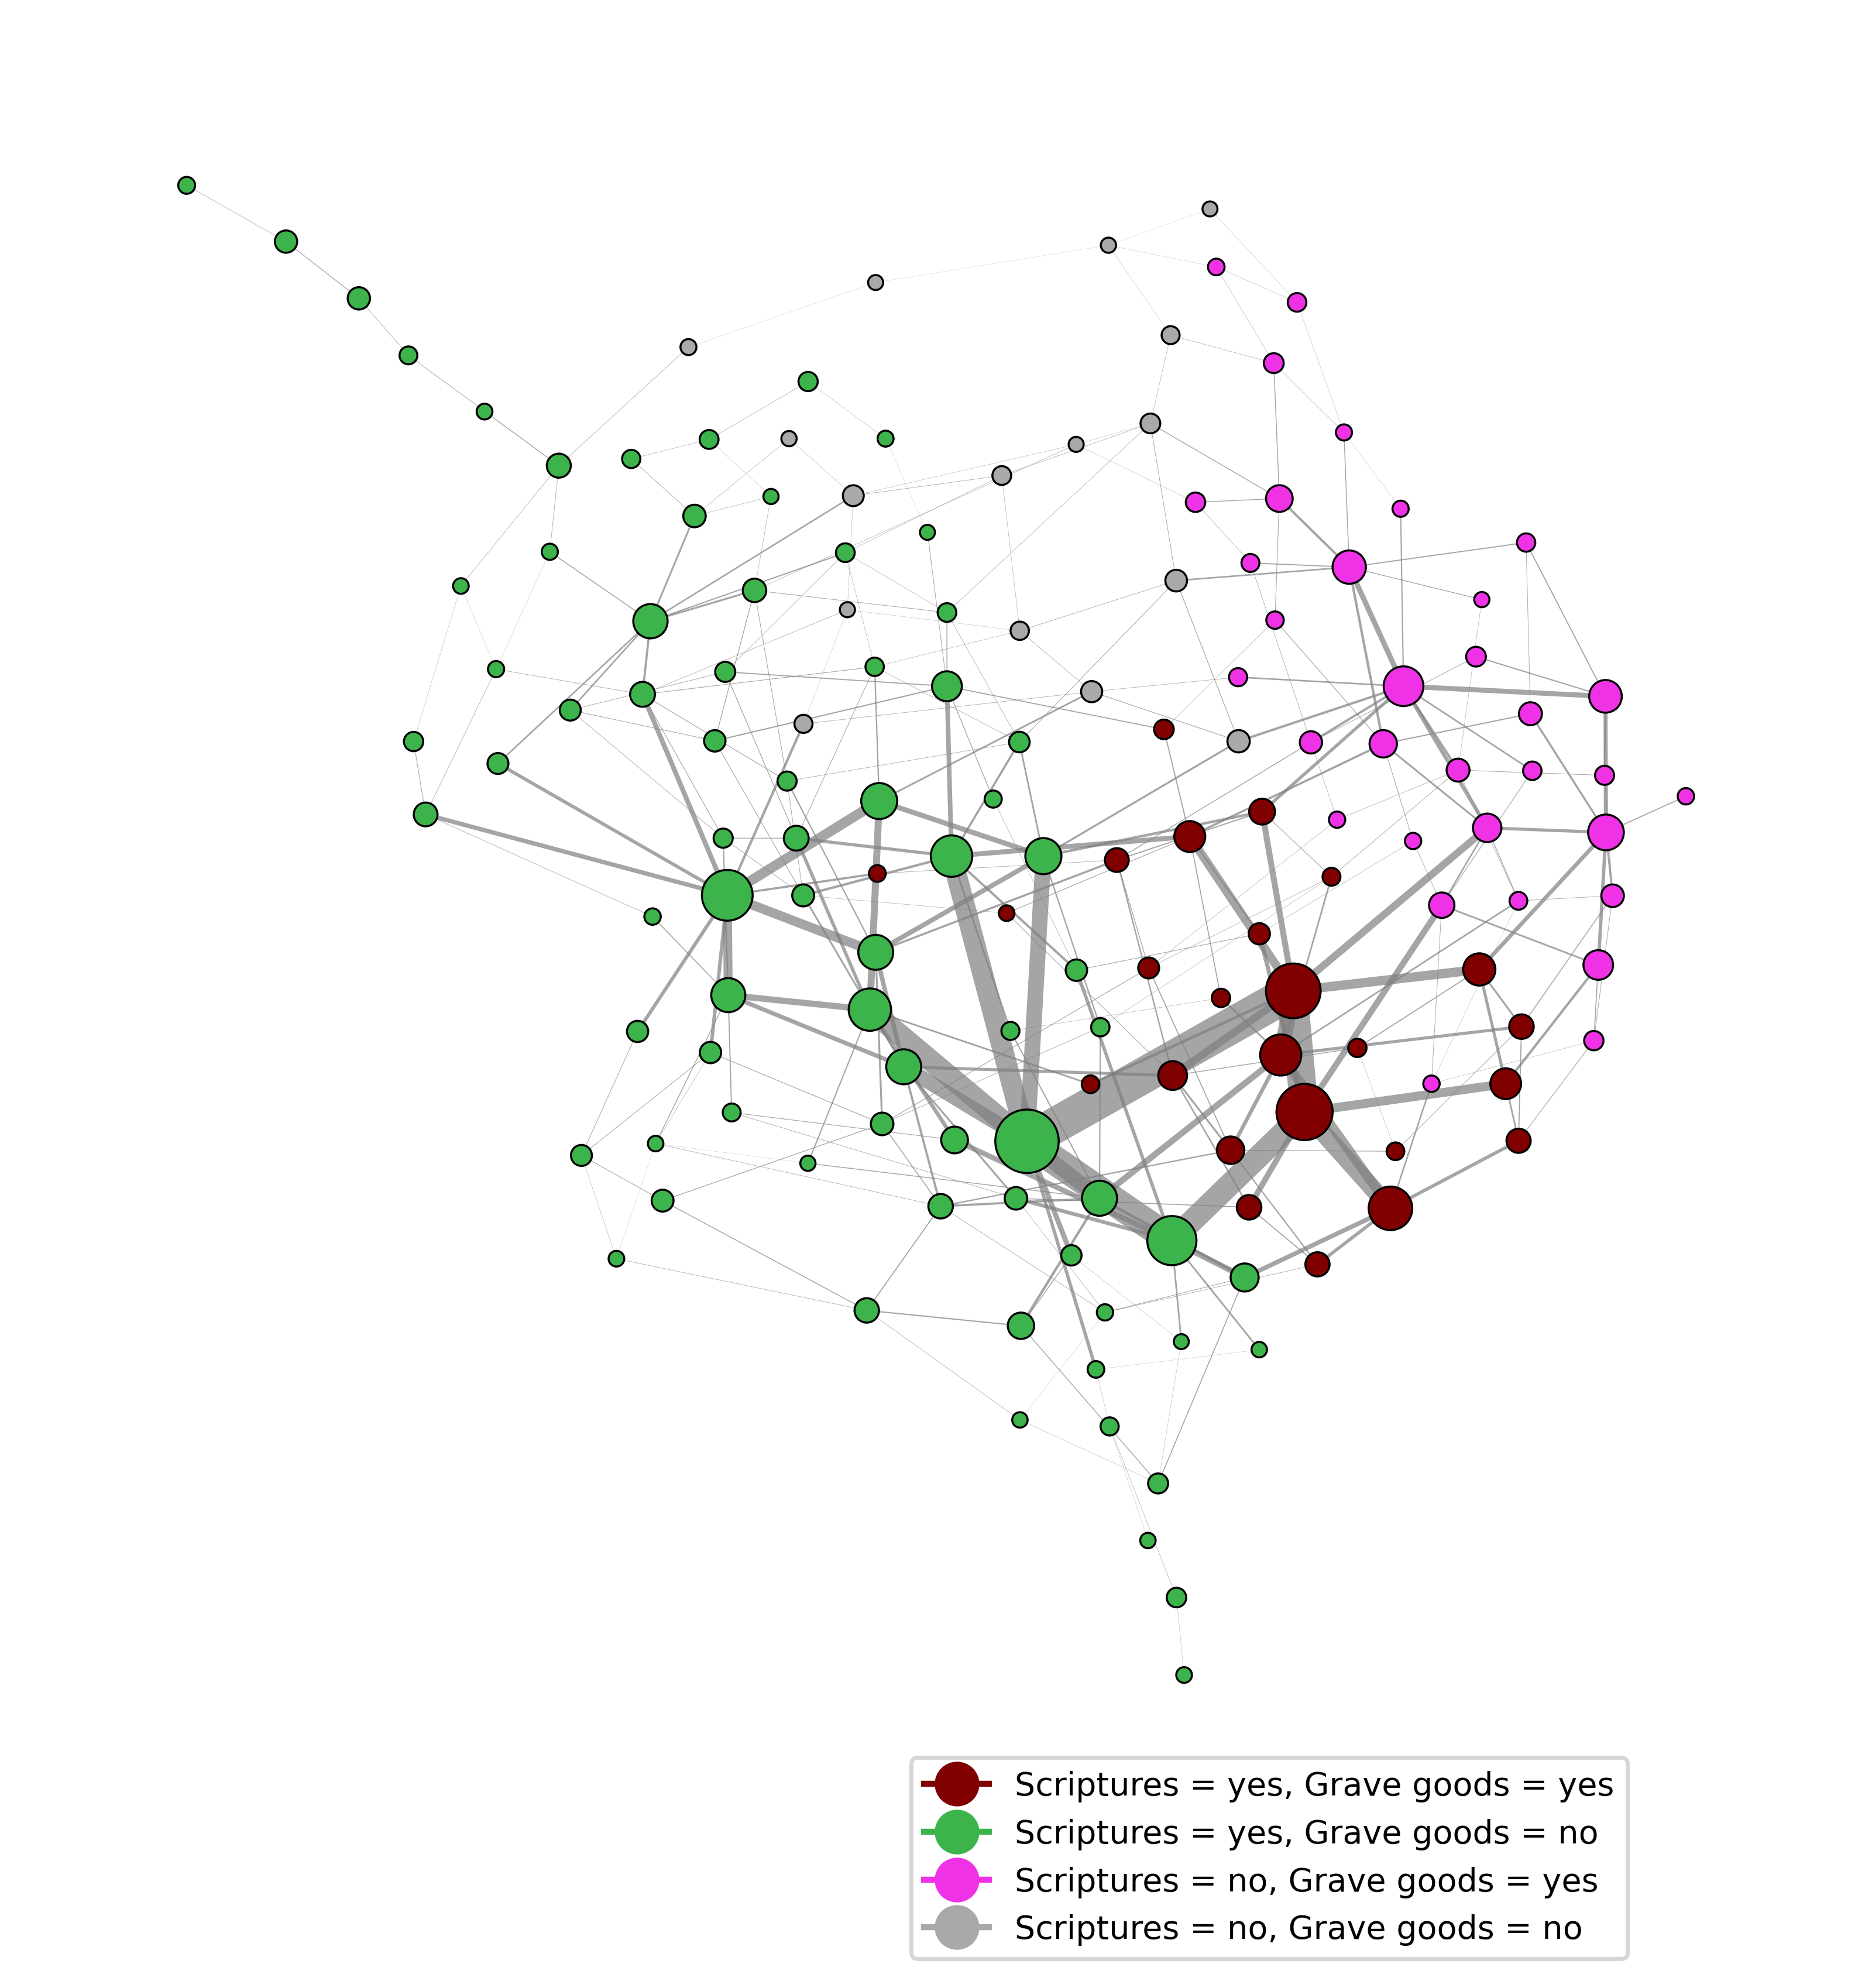 Scriptures = yes, Grave goods = yes
Scriptures = yes, Grave goods = no
Scriptures = no, Grave goods = yes
Scriptures = no, Grave goods = no